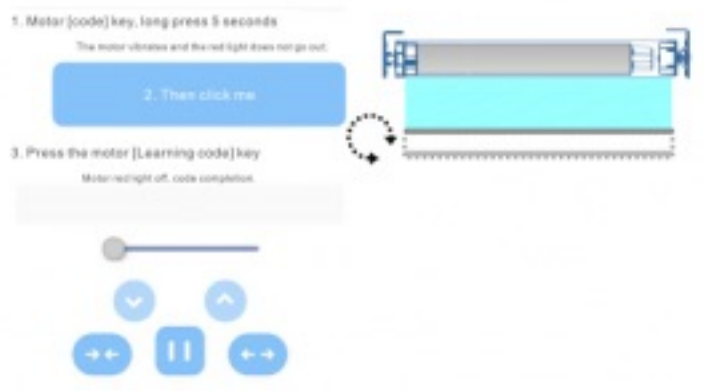 1. Motor [code] key, long press 5 seconds
The motor vibrates and the red light does not go out.
2. Then click me
3. Press the motor [Learning code] key
Motor red light off, code completion.